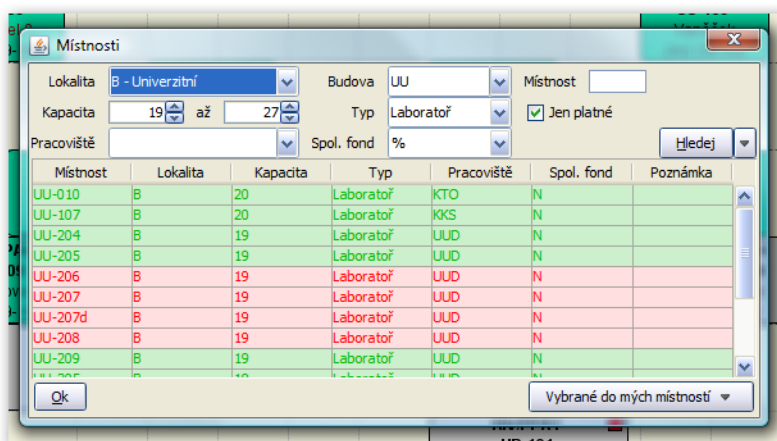 Místnosti
Lokalita B - Univerzitní Budova UU Místnost
Kapacita 19 až 27 Typ Laboratoř Jen platné
Pracoviště Spol. fond % Hledej
Místnost Lokalita Kapacita Typ Pracoviště Spol. fond Poznámka
UU-010 B 20 Laboratoř KTO N
UU-107 B 20 Laboratoř KKS N
UU-204 B 19 Laboratoř UUD N
UU-205 B 19 Laboratoř UUD N
UU-206 B 19 Laboratoř UUD N
UU-207 B 19 Laboratoř UUD N
UU-207d B 19 Laboratoř UUD N
UU-208 B 19 Laboratoř UUD N
UU-209 B 19 Laboratoř UUD N
Ok Vybrané do mých místností